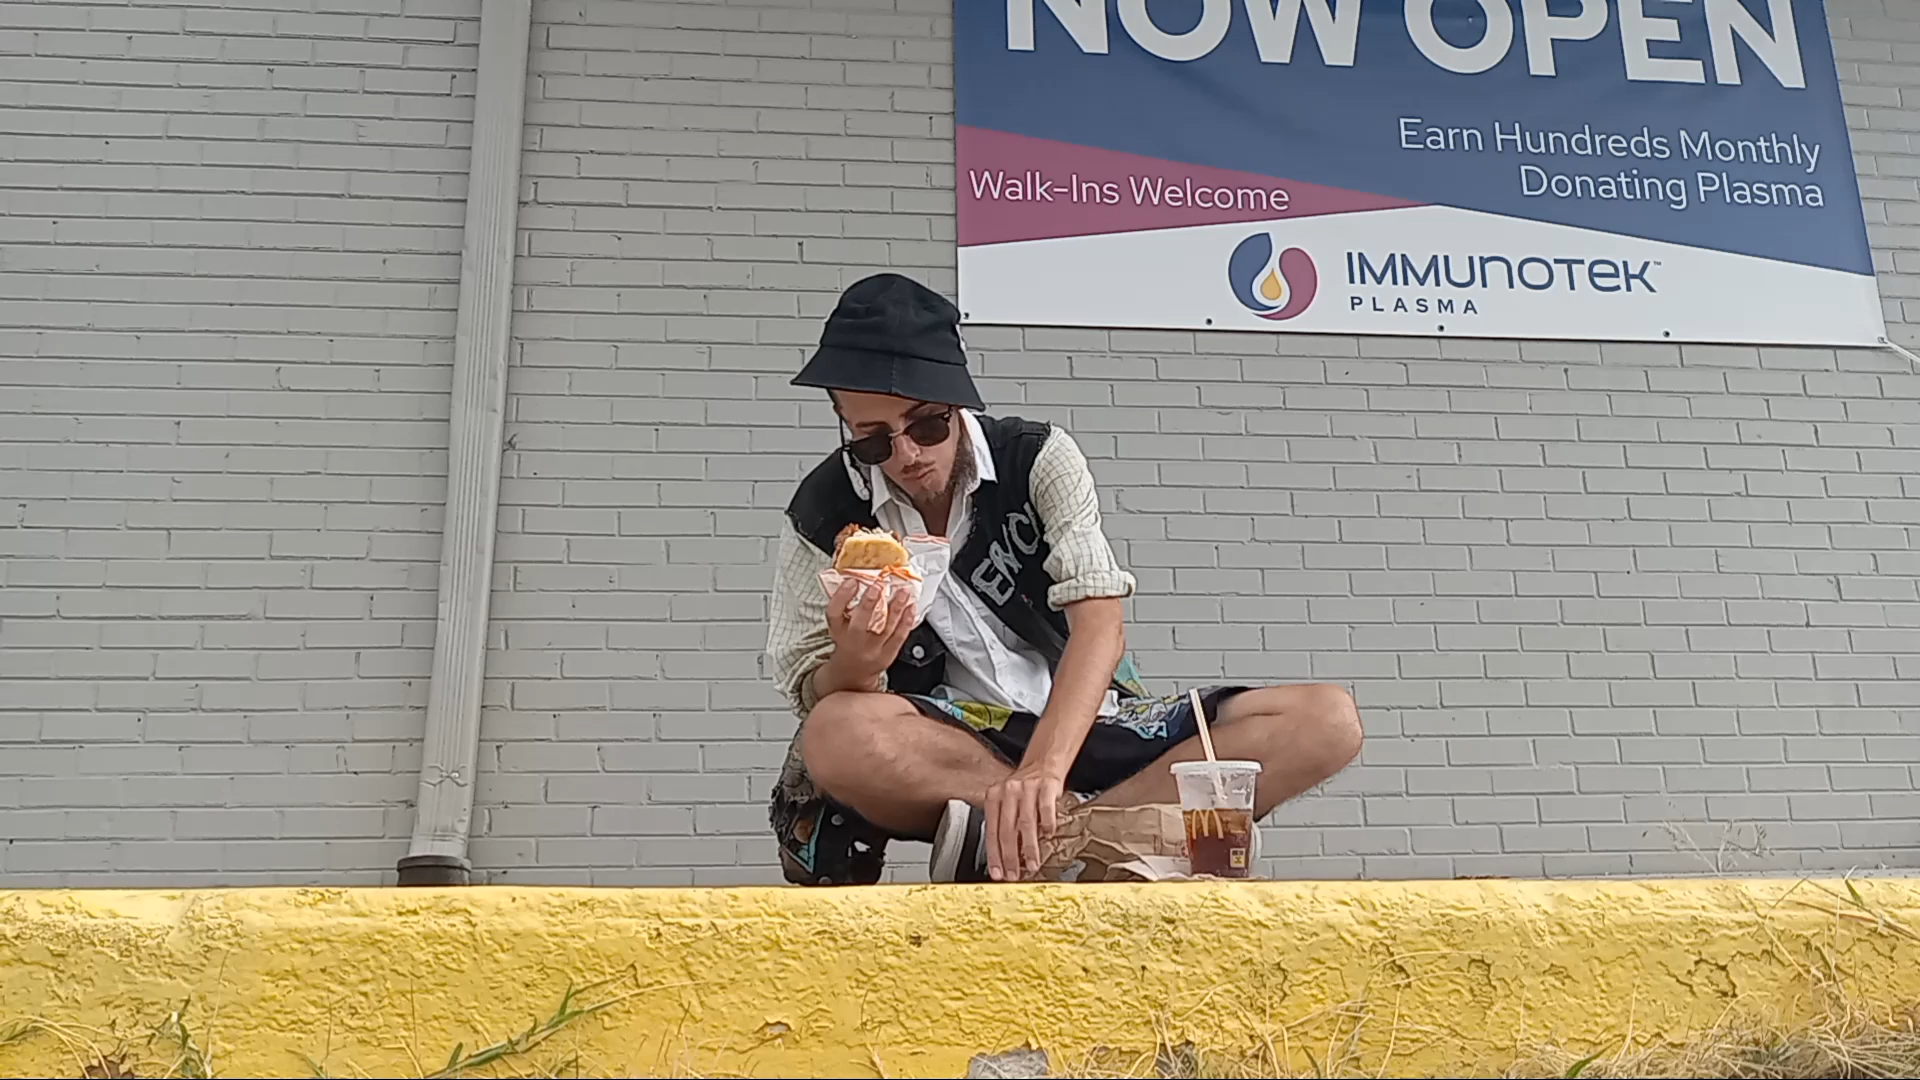 NOW OPEN
Earn Hundreds Monthly
Donating Plasma
Walk-Ins Welcome
IMMUNOTEK™
PLASMA